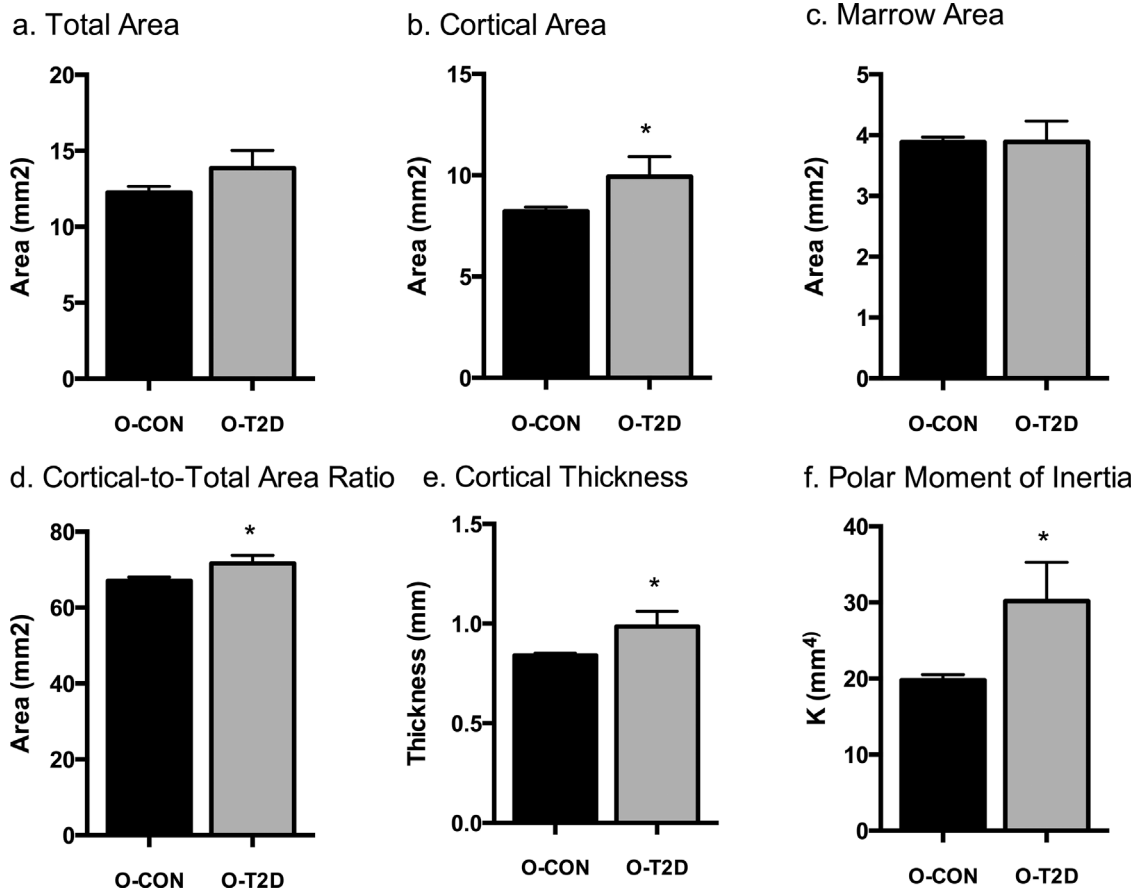 a. Total Area
Area (mm2)
20
15
10
5
0
O-CON O-T2D
b. Cortical Area
Area (mm2)
15
10
5
0
*
O-CON O-T2D
c. Marrow Area
Area (mm2)
5
4
3
2
1
0
O-CON O-T2D
d. Cortical-to-Total Area Ratio
Area (mm2)
80
60
40
20
0
*
O-CON O-T2D
e. Cortical Thickness
Thickness (mm)
1.5
1.0
0.5
0.0
*
O-CON O-T2D
f. Polar Moment of Inertia
K (mm⁴)
40
30
20
10
0
*
O-CON O-T2D